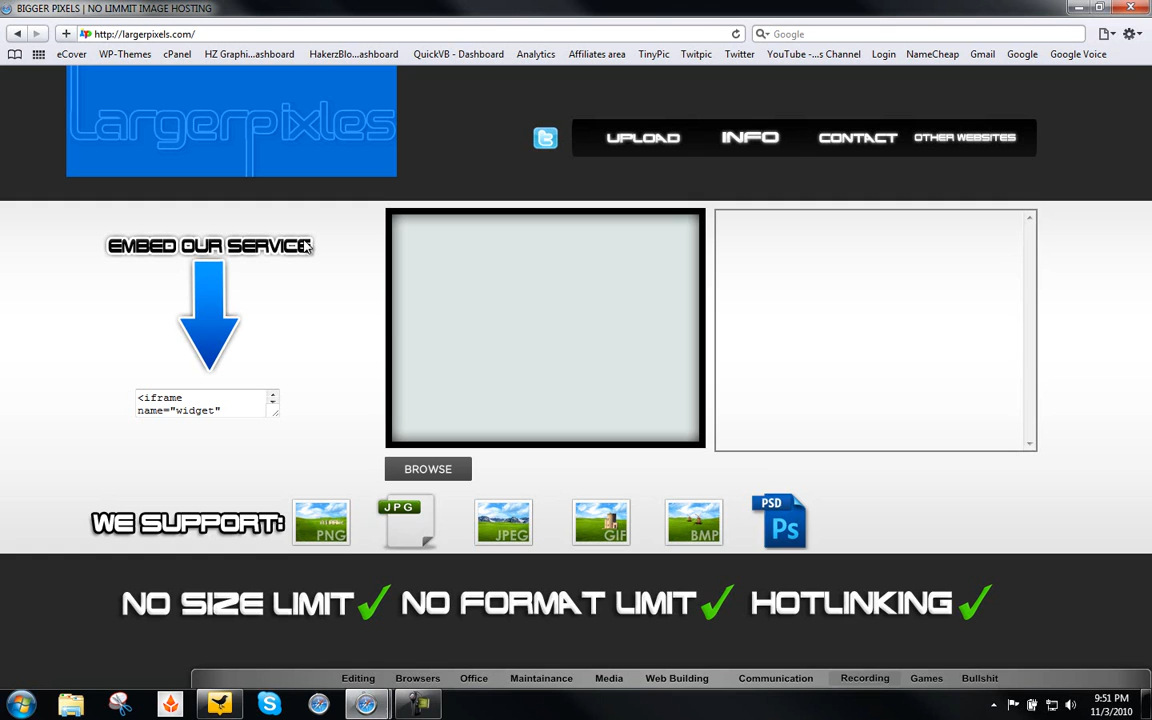 BIGGER PIXELS | NO LIMMIT IMAGE HOSTING
http://largerpixels.com/
Google
eCover WP-Themes cPanel HZ Graphi...ashboard HakerzBlo...ashboard QuickVB - Dashboard Analytics Affiliates area TinyPic Twitpic Twitter YouTube -...s Channel Login NameCheap Gmail Google Google Voice
Largerpixles
UPLOAD INFO CONTACT OTHER WEBSITES
EMBED OUR SERVICE
<iframe
name="widget"
BROWSE
WE SUPPORT: PNG JPG JPEG GIF BMP PSD Ps
NO SIZE LIMIT NO FORMAT LIMIT HOTLINKING
Editing Browsers Office Maintainance Media Web Building Communication Recording Games Bullshit
9:51 PM
11/3/2010